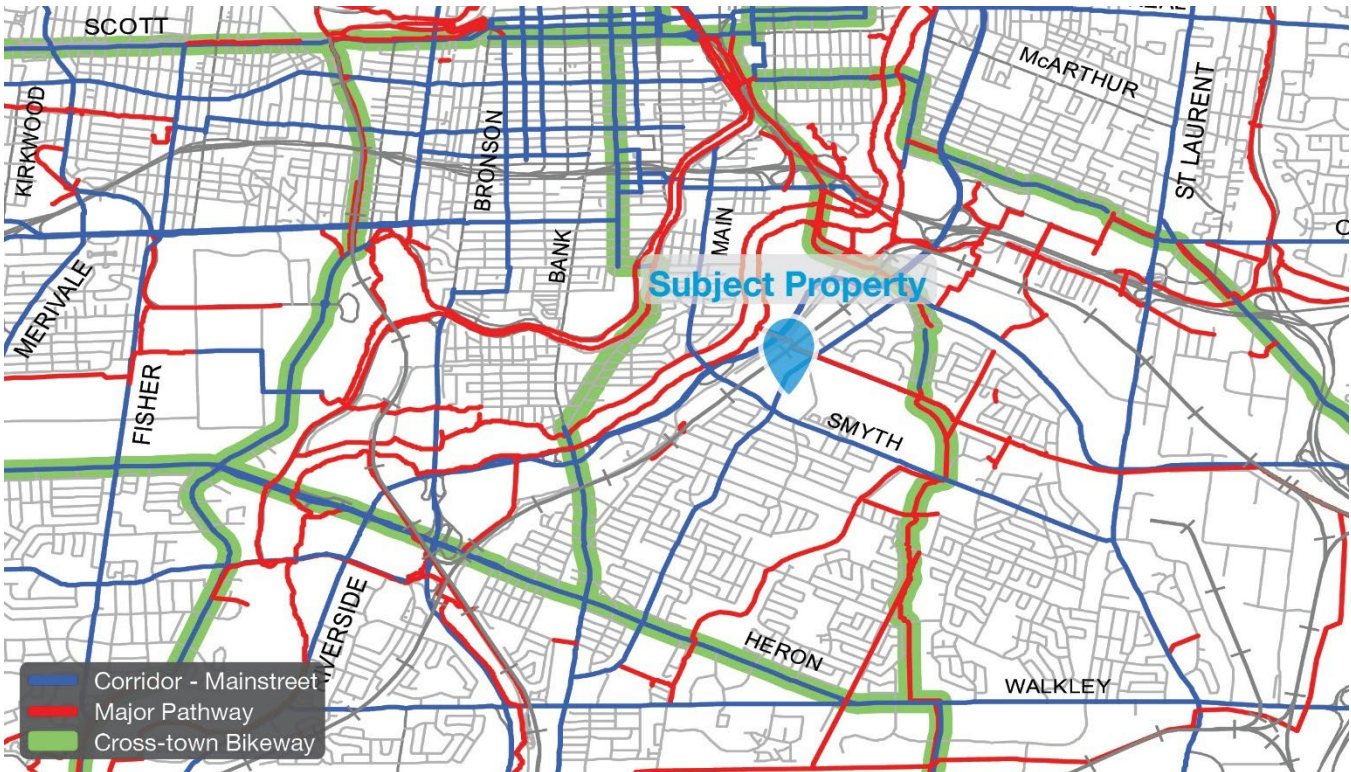 SCOTT
McARTHUR
KIRKWOOD
BRONSON
ST LAURENT
BANK
MAIN
MERIVALE
Subject Property
FISHER
SMYTH
HERON
WALKLEY
Corridor - Mainstreet
Major Pathway
Cross-town Bikeway